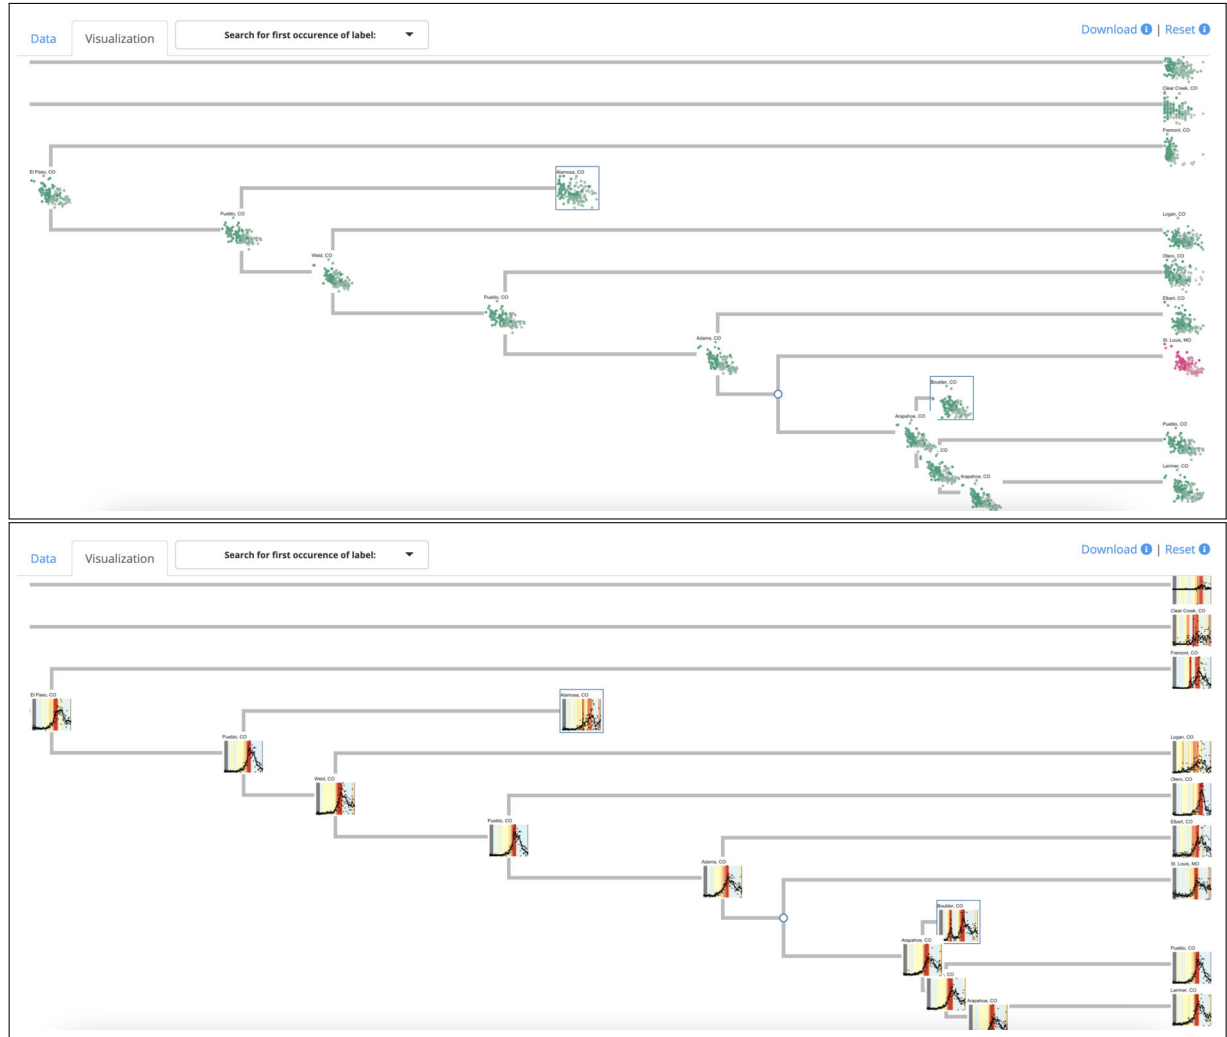 Data
Visualization
Search for first occurence of label:
Download | Reset
Clear Creek, CO
Fremont, CO
El Paso, CO
Alamosa, CO
Pueblo, CO
Logan, CO
Weld, CO
Otero, CO
Pueblo, CO
Elbert, CO
Adams, CO
St. Louis, MO
Boulder, CO
Arapahoe, CO
Pueblo, CO
, CO
Larimer, CO
Arapahoe, CO
Data
Visualization
Search for first occurence of label:
Download | Reset
Clear Creek, CO
Fremont, CO
El Paso, CO
Alamosa, CO
Pueblo, CO
Logan, CO
Weld, CO
Otero, CO
Pueblo, CO
Elbert, CO
Adams, CO
St. Louis, MO
Boulder, CO
Arapahoe, CO
Pueblo, CO
, CO
Larimer, CO
Arapahoe, CO